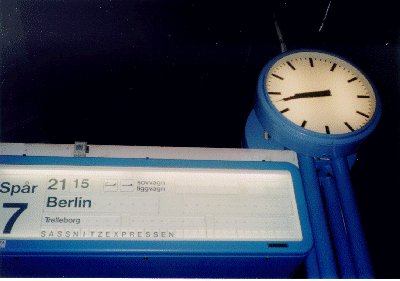 Spår
7
21 15
sovvagn
liggvagn
Berlin
Trelleborg
SASSNITZEXPRESSEN